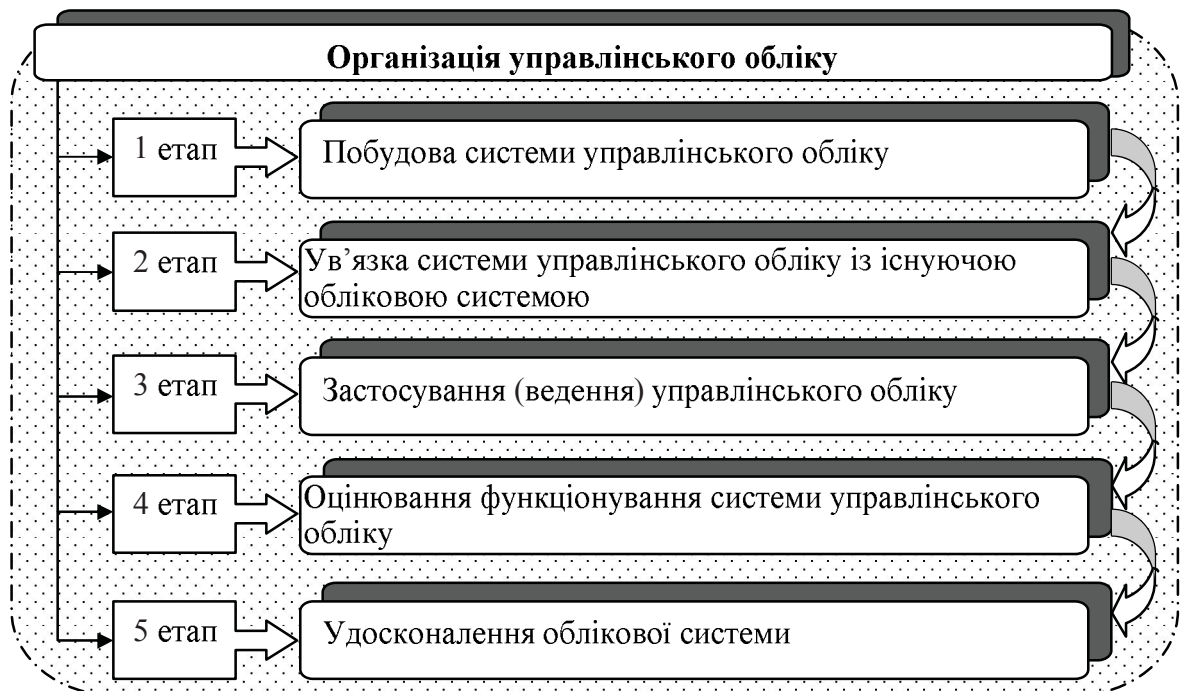 Організація управлінського обліку
1 етап
Побудова системи управлінського обліку
2 етап
Ув’язка системи управлінського обліку із існуючою
обліковою системою
3 етап
Застосування (ведення) управлінського обліку
4 етап
Оцінювання функціонування системи управлінського
обліку
5 етап
Удосконалення облікової системи